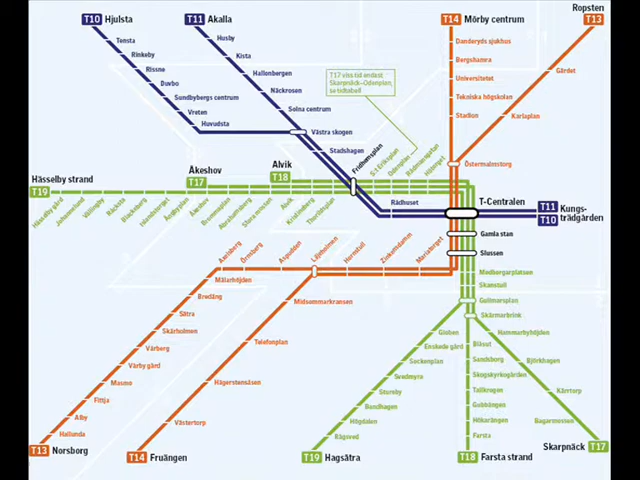 T10 Hjulsta
T11 Akalla
T14 Mörby centrum
Ropsten
T13
Tensta
Rinkeby
Rissne
Duvbo
Sundbybergs centrum
Vreten
Huvudsta
Husby
Kista
Hallonbergen
Näckrosen
Solna centrum
Västra skogen
Stadshagen
T17 viss tid endast
Skarpnäck–Odenplan,
se tidtabell
Danderyds sjukhus
Bergshamra
Universitetet
Tekniska högskolan
Stadion
Gärdet
Karlaplan
Östermalmstorg
Hässelby strand
T19
Åkeshov
T17
Alvik
T18
Fridhemsplan
S:t Eriksplan
Odenplan
Rådmansgatan
Hötorget
Hässelby gård
Johannelund
Vällingby
Råcksta
Blackeberg
Islandstorget
Ängbyplan
Åkeshov
Brommaplan
Abrahamsberg
Stora mossen
Alvik
Kristineberg
Thorildsplan
Rådhuset
T-Centralen
T11
T10
Kungs-
trädgården
Gamla stan
Slussen
Medborgarplatsen
Skanstull
Gullmarsplan
Skärmarbrink
Axelsberg
Örnsberg
Aspudden
Liljeholmen
Hornstull
Zinkensdamm
Mariatorget
Mälarhöjden
Bredäng
Sätra
Skärholmen
Vårberg
Vårby gård
Masmo
Fittja
Alby
Hallunda
T13 Norsborg
Midsommarkransen
Telefonplan
Hägerstensåsen
Västertorp
T14 Fruängen
Globen
Enskede gård
Sockenplan
Svedmyra
Stureby
Bandhagen
Högdalen
Rågsved
T19 Hagsätra
Blåsut
Sandsborg
Skogskyrkogården
Tallkrogen
Gubbängen
Hökarängen
Farsta
T18 Farsta strand
Hammarbyhöjden
Björkhagen
Kärrtorp
Bagarmossen
Skarpnäck T17